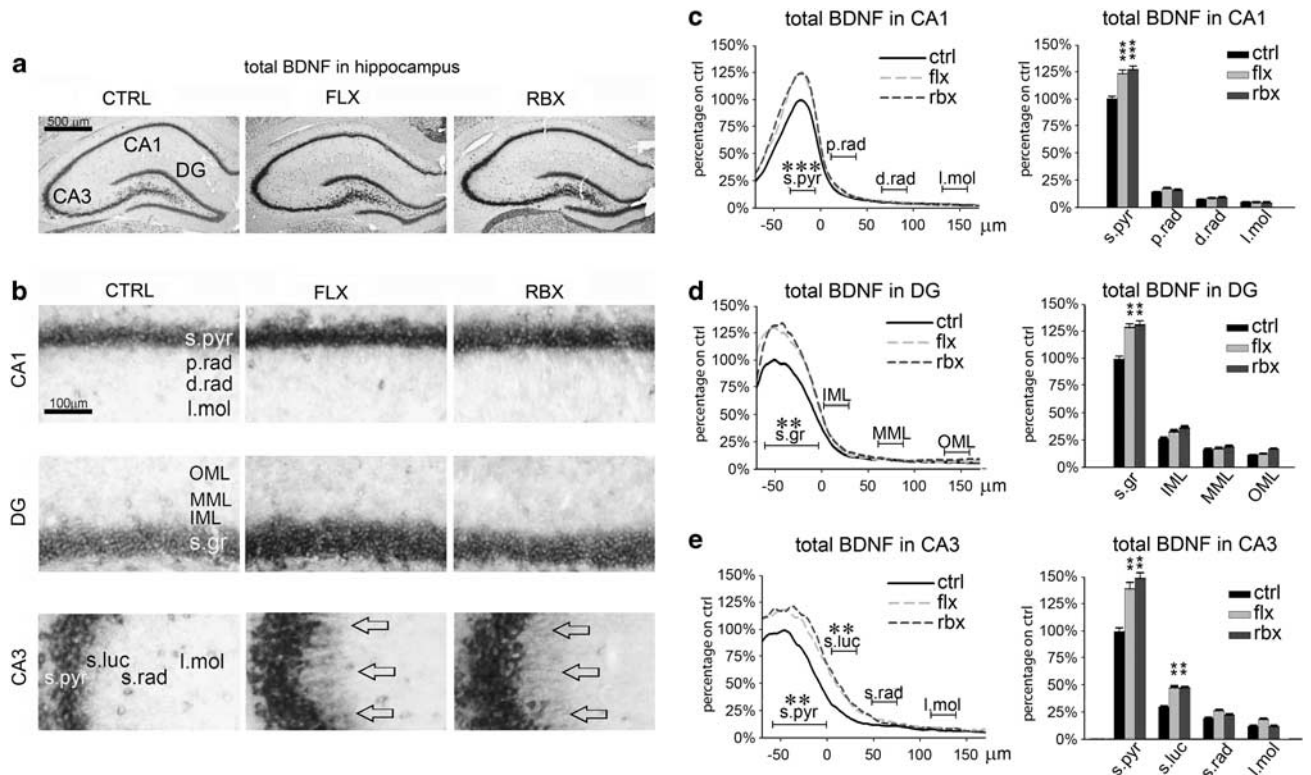 a
total BDNF in hippocampus
CTRL FLX RBX
500 μm
CA1
DG
CA3
b
CTRL FLX RBX
CA1
s.pyr
p.rad
d.rad
l.mol
100μm
DG
OML
MML
IML
s.gr
CA3
s.pyr
s.luc
s.rad
l.mol
c
total BDNF in CA1
percentage on ctrl
150%
125%
100%
75%
50%
25%
0%
ctrl
flx
rbx
p.rad
***
s.pyr
d.rad
l.mol
-50 0 50 100 150 μm
total BDNF in CA1
percentage on ctrl
150%
125%
100%
75%
50%
25%
0%
*** ***
ctrl
flx
rbx
s.pyr p.rad d.rad l.mol
d
total BDNF in DG
percentage on ctrl
150%
125%
100%
75%
50%
25%
0%
ctrl
flx
rbx
IML
**
s.gr
MML
OML
-50 0 50 100 150 μm
total BDNF in DG
percentage on ctrl
150%
125%
100%
75%
50%
25%
0%
** **
ctrl
flx
rbx
s.gr IML MML OML
e
total BDNF in CA3
percentage on ctrl
150%
125%
100%
75%
50%
25%
0%
ctrl
flx
rbx
**
s.luc
**
s.pyr
s.rad
l.mol
-50 0 50 100 150 μm
total BDNF in CA3
percentage on ctrl
150%
125%
100%
75%
50%
25%
0%
** **
** **
ctrl
flx
rbx
s.pyr s.luc s.rad l.mol